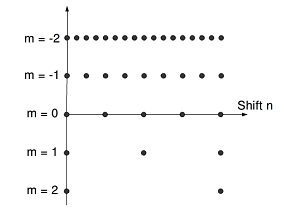 m = -2
m = -1
Shift n
m = 0
m = 1
m = 2